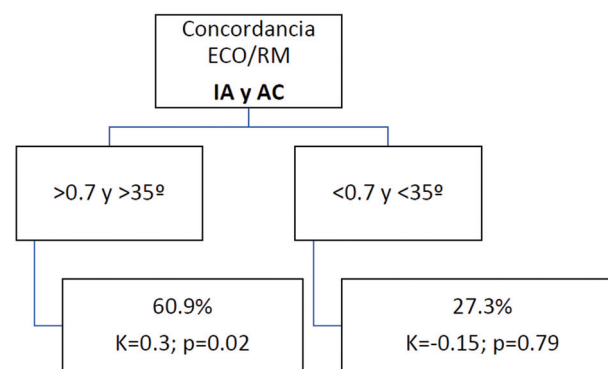 Concordancia
ECO/RM
IA y AC
>0.7 y >35º
<0.7 y <35º
60.9%
K=0.3; p=0.02
27.3%
K=-0.15; p=0.79